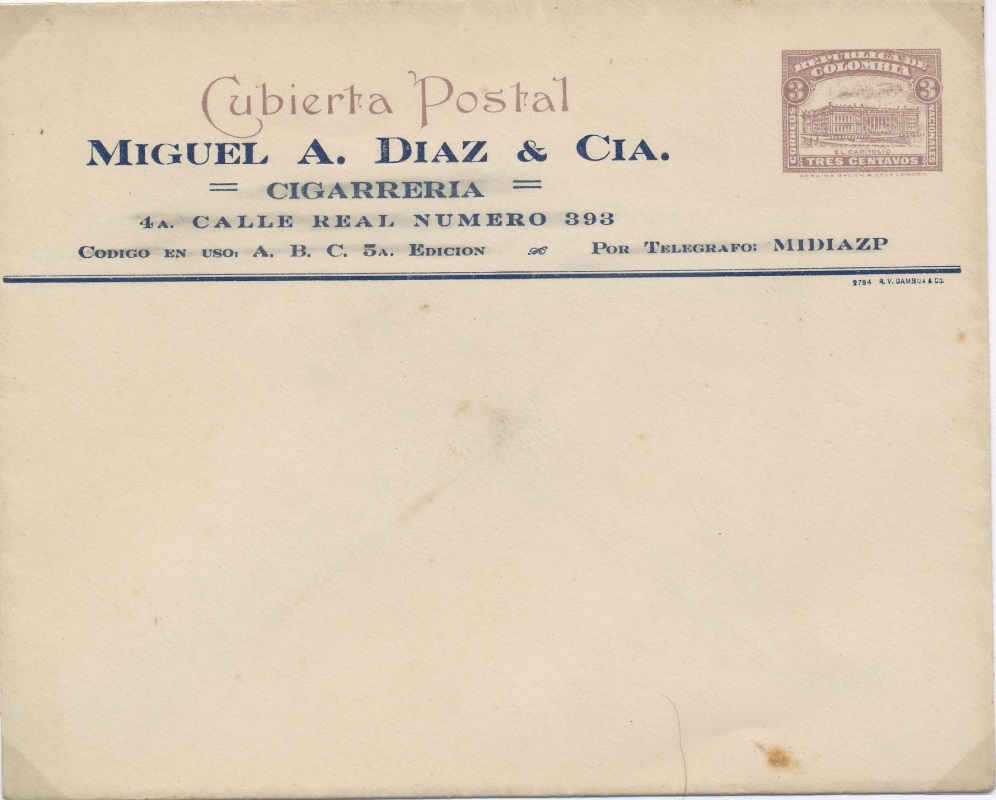 REPUBLICA DE
COLOMBIA
3 3
CORREOS
NACIONALES
EL CAPITOLIO
TRES CENTAVOS
Cubierta Postal
MIGUEL A. DIAZ & CIA.
= CIGARRERIA =
4A. CALLE REAL NUMERO 393
CODIGO EN USO: A. B. C. 5A. EDICION POR TELEGRAFO: MIDIAZP
2794 R. V. GAMBOA & CO.